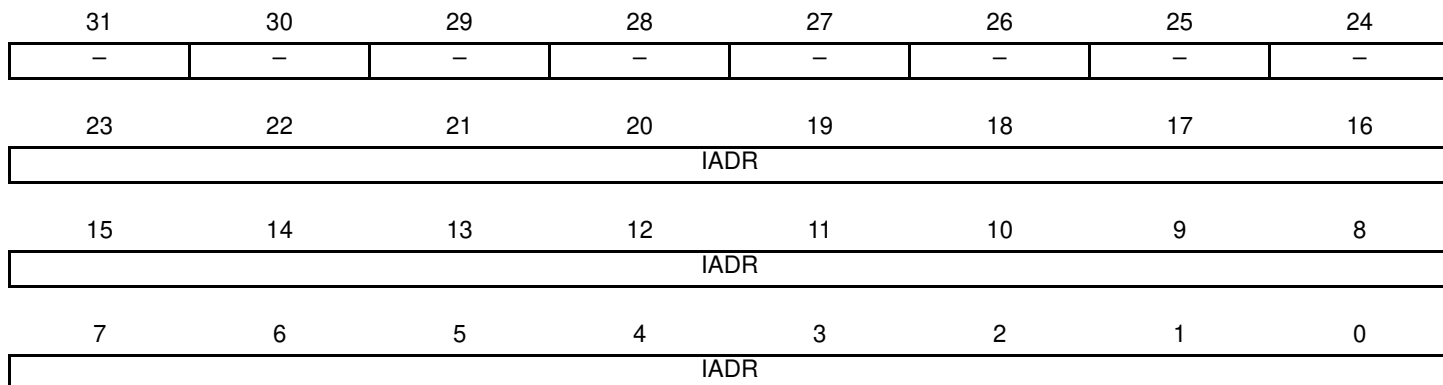 31 30 29 28 27 26 25 24
– – – – – – – –
23 22 21 20 19 18 17 16
IADR
15 14 13 12 11 10 9 8
IADR
7 6 5 4 3 2 1 0
IADR